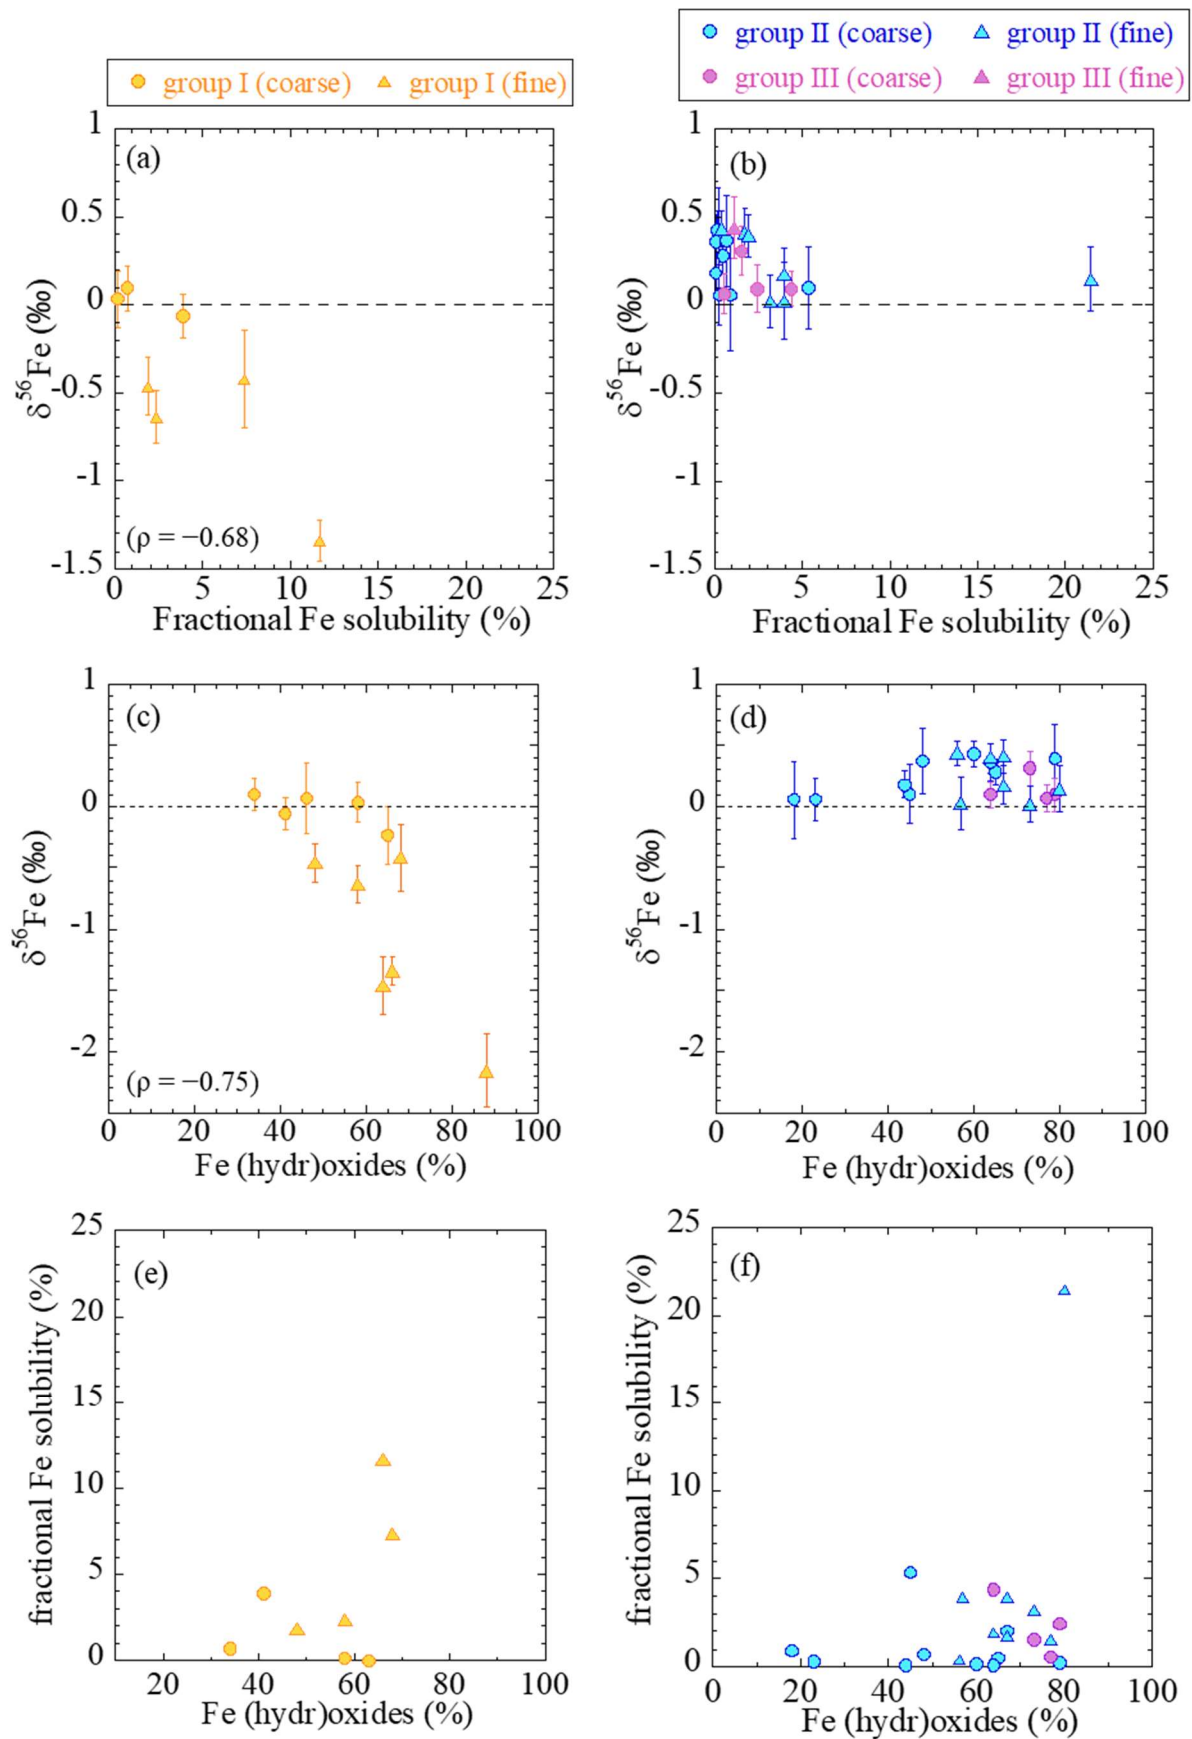 group I (coarse) group I (fine)
group II (coarse) group II (fine)
group III (coarse) group III (fine)
(a)
1
0.5
0
-0.5
-1
-1.5
δ⁵⁶Fe (‰)
(ρ = −0.68)
0 5 10 15 20 25
Fractional Fe solubility (%)
(b)
1
0.5
0
-0.5
-1
-1.5
δ⁵⁶Fe (‰)
0 5 10 15 20 25
Fractional Fe solubility (%)
(c)
1
0
-1
-2
δ⁵⁶Fe (‰)
(ρ = −0.75)
0 20 40 60 80 100
Fe (hydr)oxides (%)
(d)
1
0
-1
-2
δ⁵⁶Fe (‰)
0 20 40 60 80 100
Fe (hydr)oxides (%)
(e)
25
20
15
10
5
0
fractional Fe solubility (%)
20 40 60 80 100
Fe (hydr)oxides (%)
(f)
25
20
15
10
5
0
fractional Fe solubility (%)
0 20 40 60 80 100
Fe (hydr)oxides (%)